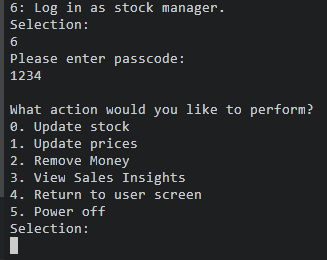 6: Log in as stock manager.
Selection:
6
Please enter passcode:
1234
What action would you like to perform?
0. Update stock
1. Update prices
2. Remove Money
3. View Sales Insights
4. Return to user screen
5. Power off
Selection: